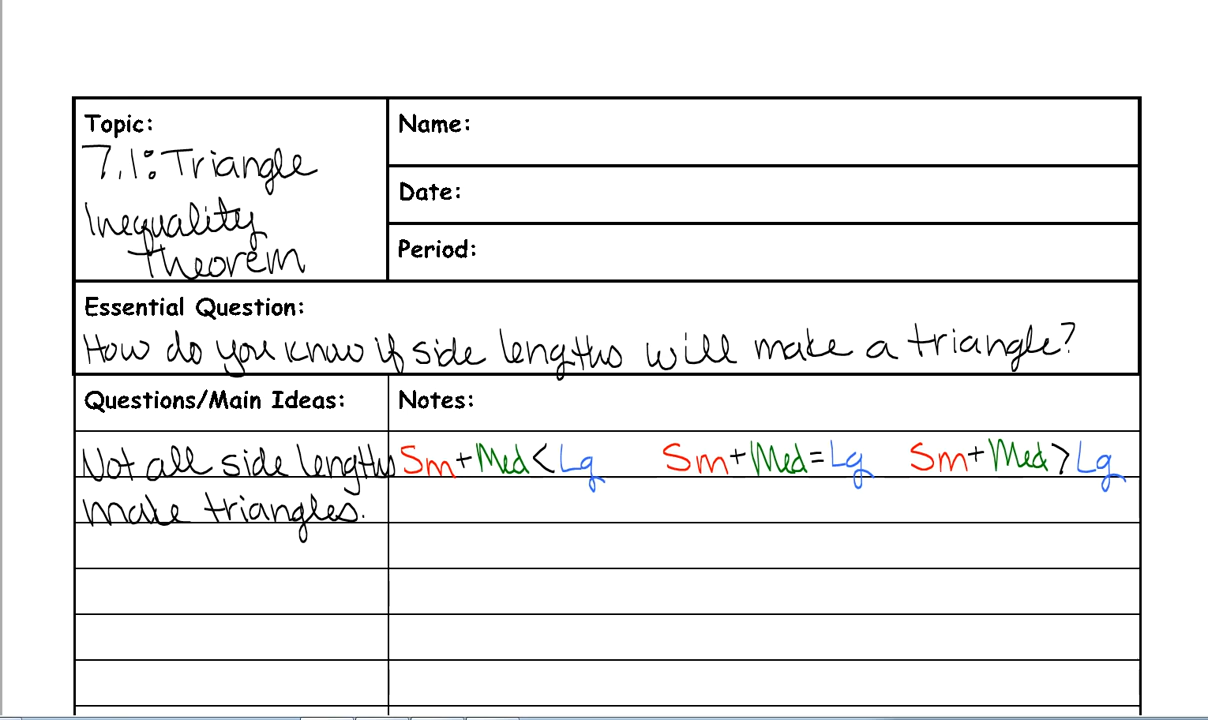 Topic:
7.1: Triangle
Inequality
Theorem
Name:
Date:
Period:
Essential Question:
How do you know if side lengths will make a triangle?
Questions/Main Ideas:
Notes:
Not all side lengths
make triangles.
Sm+Med<Lg Sm+Med=Lg Sm+Med>Lg